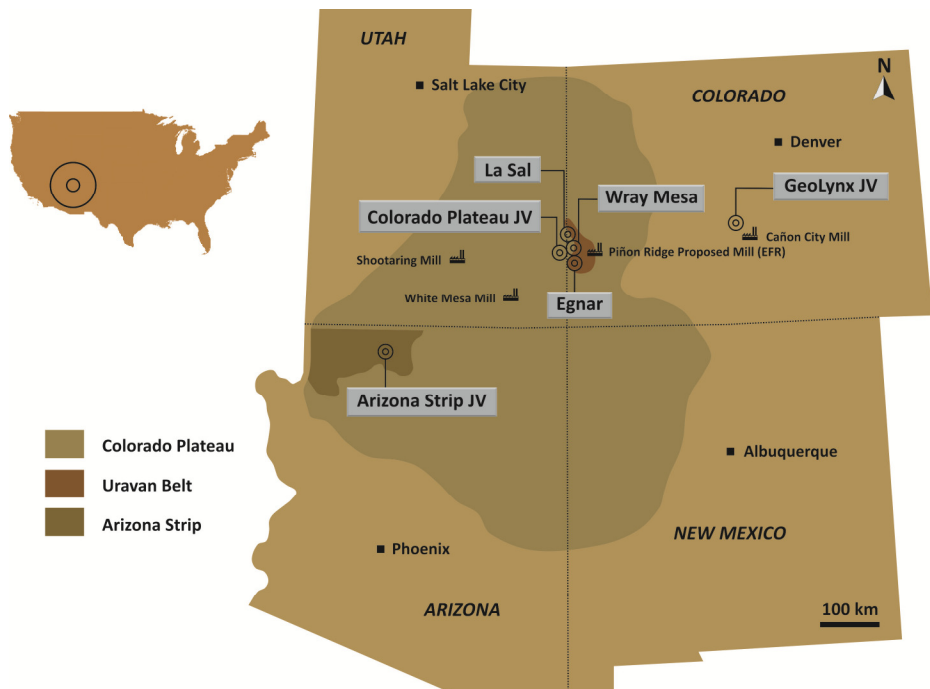 UTAH
N
Salt Lake City
COLORADO
Denver
La Sal
GeoLynx JV
Wray Mesa
Colorado Plateau JV
Cañon City Mill
Piñon Ridge Proposed Mill (EFR)
Shootaring Mill
White Mesa Mill
Egnar
Arizona Strip JV
Colorado Plateau
Albuquerque
Uravan Belt
Arizona Strip
NEW MEXICO
Phoenix
ARIZONA
100 km